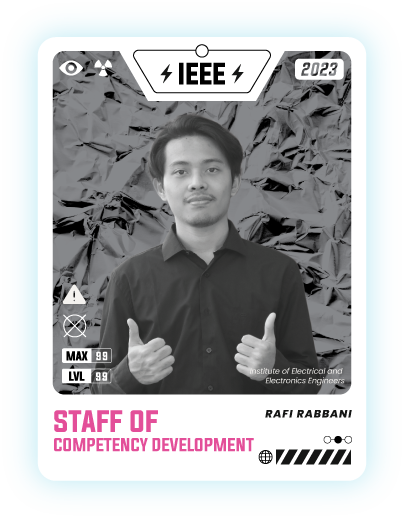 IEEE
2023
MAX 99
LVL 99
Institute of Electrical and
Electronics Engineers
STAFF OF
COMPETENCY DEVELOPMENT
RAFI RABBANI